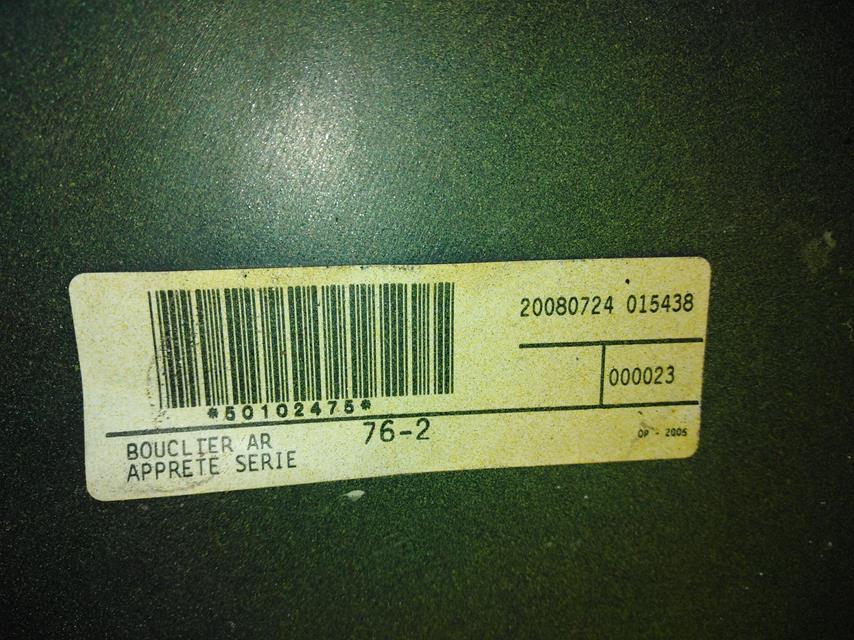 20080724 015438
000023
*50102475*
76-2
BOUCLIER AR
APPRETE SERIE
OP - 2005